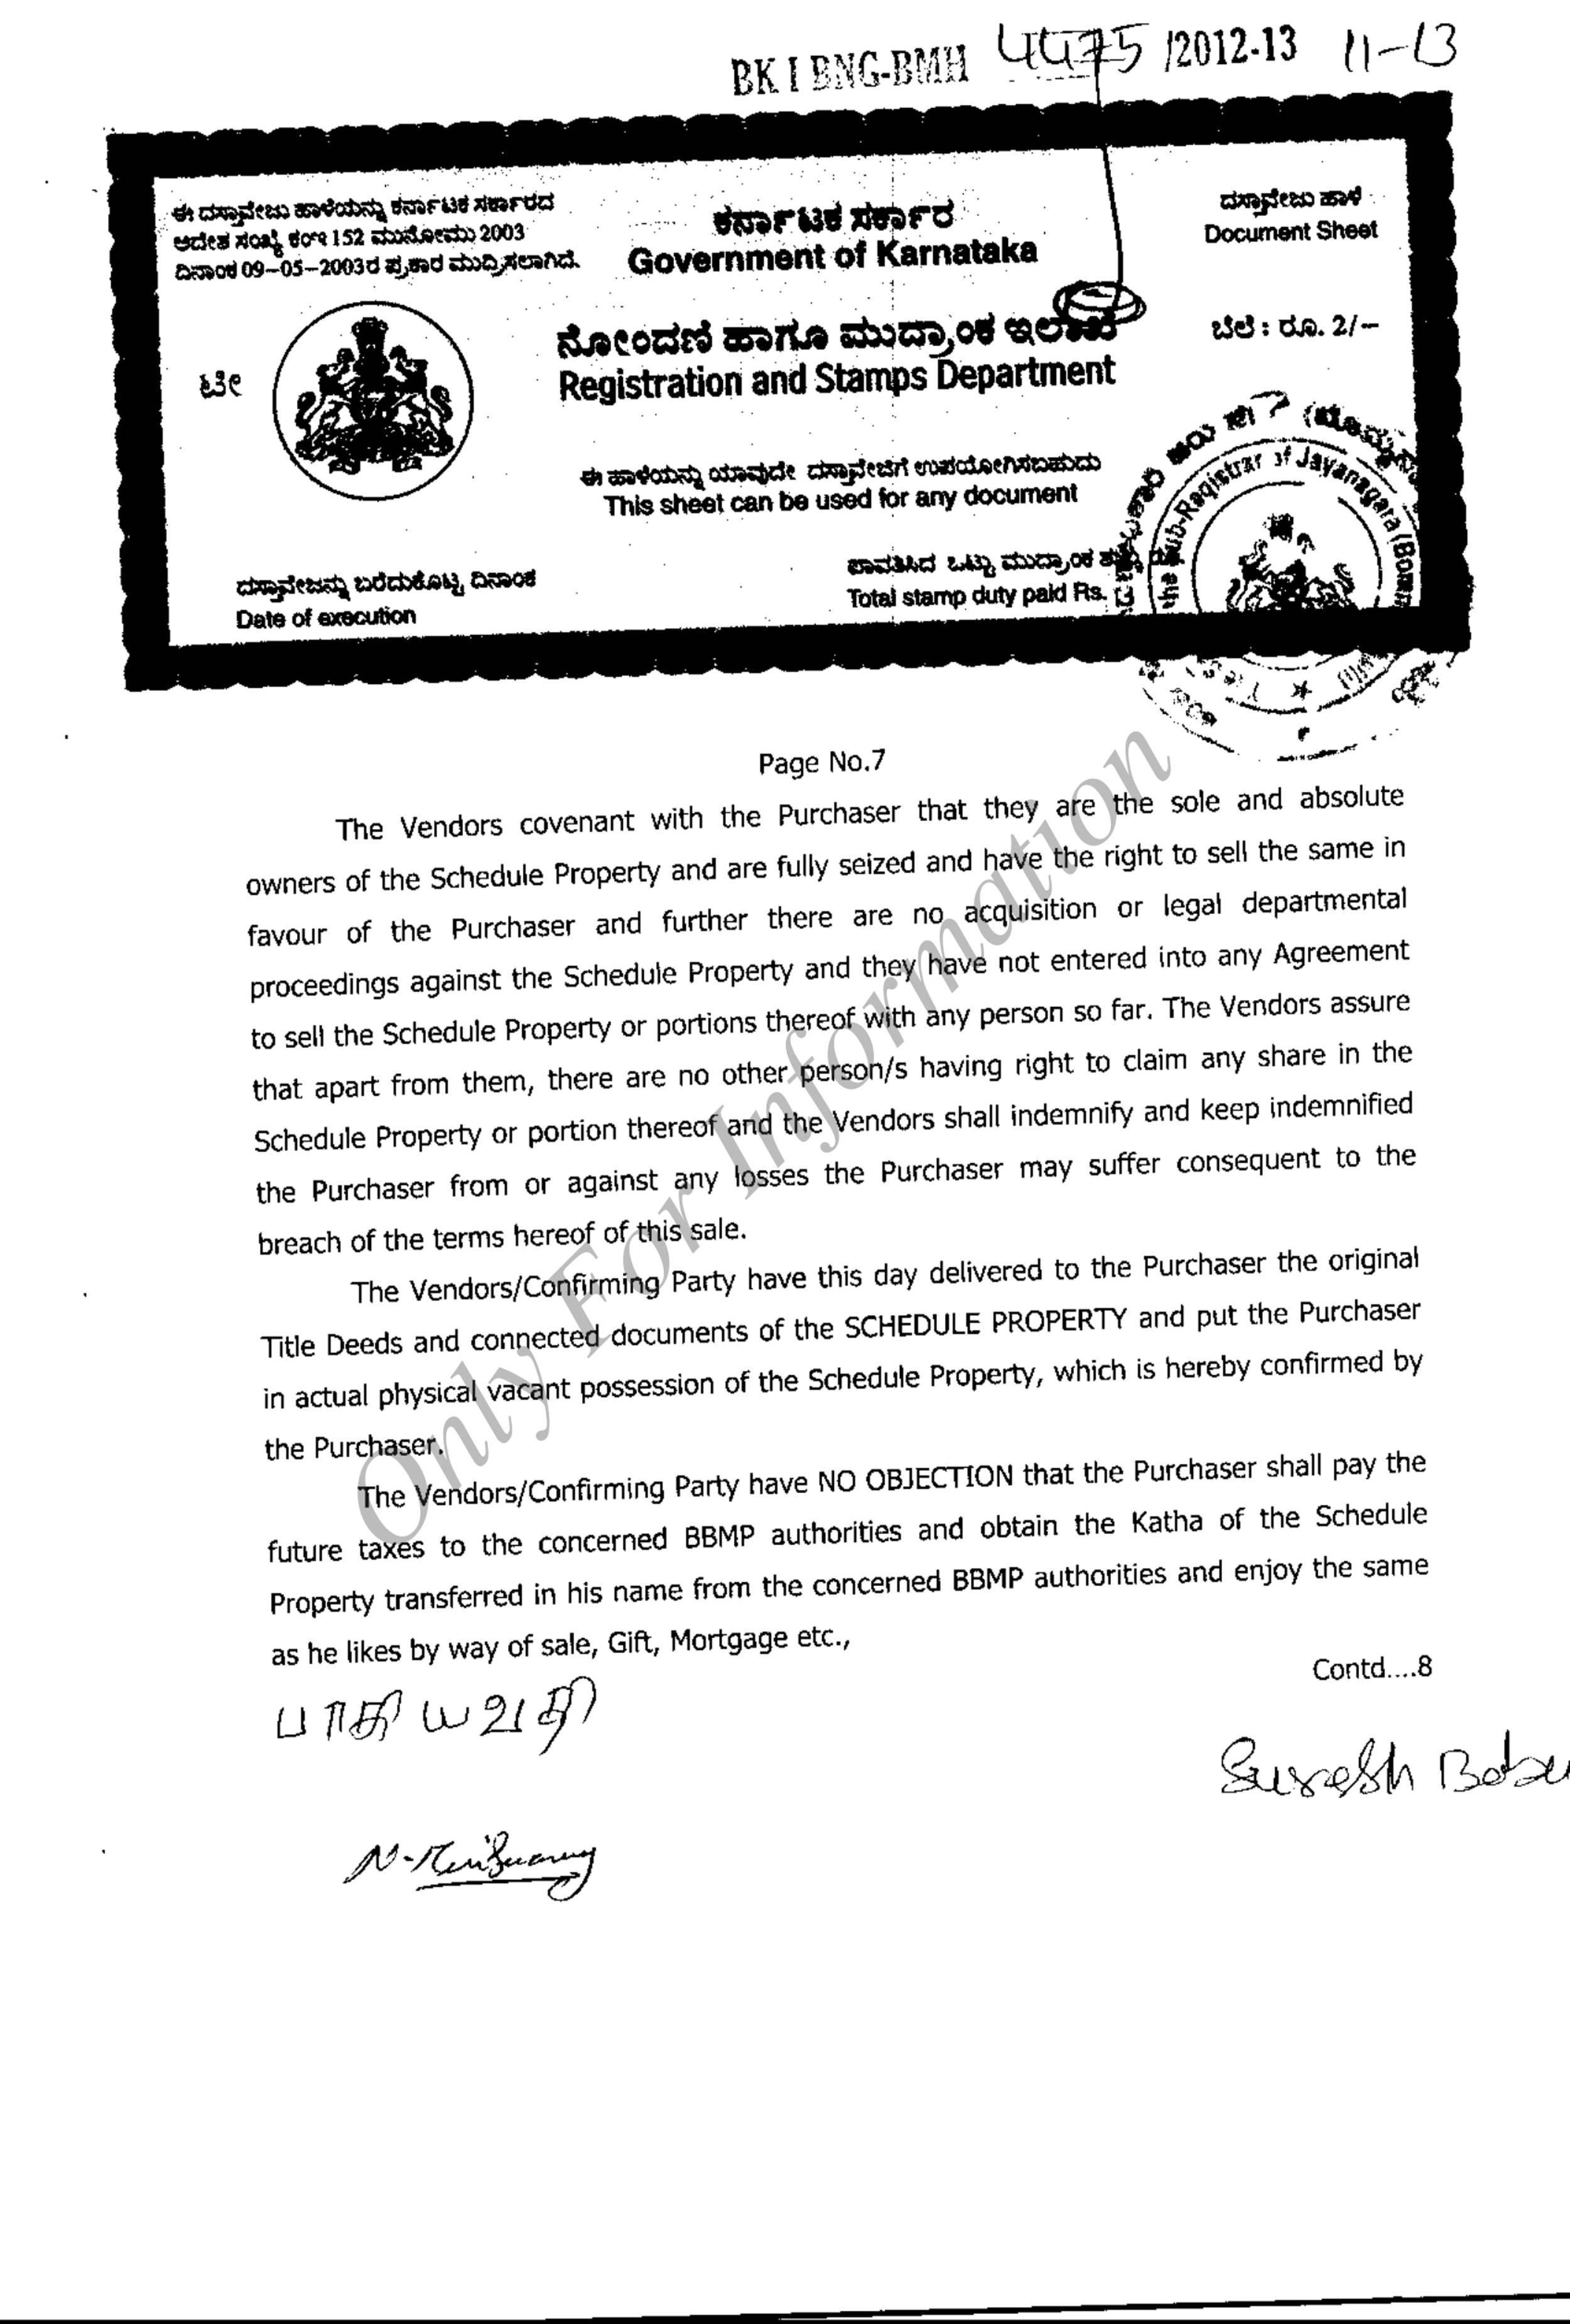 BK I BNG-BMH 4475 /2012-13 11-13
ಈ ದಸ್ತಾವೇಜು ಹಾಳೆಯನ್ನು ಕರ್ನಾಟಕ ಸರ್ಕಾರದ
ಆದೇಶ ಸಂಖ್ಯೆ ಕಂಇ 152 ಮುನೋಮು 2003
ದಿನಾಂಕ 09-05-2003ರ ಪ್ರಕಾರ ಮುದ್ರಿಸಲಾಗಿದೆ.
ಕರ್ನಾಟಕ ಸರ್ಕಾರ
Government of Karnataka
ದಸ್ತಾವೇಜು ಹಾಳೆ
Document Sheet
ಟೀ
ನೋಂದಣಿ ಹಾಗೂ ಮುದ್ರಾಂಕ ಇಲಾಖೆ
Registration and Stamps Department
ಬೆಲೆ : ರೂ. 2/-
ಈ ಹಾಳೆಯನ್ನು ಯಾವುದೇ ದಸ್ತಾವೇಜಿಗೆ ಉಪಯೋಗಿಸಬಹುದು
This sheet can be used for any document
ದಸ್ತಾವೇಜನ್ನು ಬರೆದುಕೊಟ್ಟ ದಿನಾಂಕ
Date of execution
ಪಾವತಿಸಿದ ಒಟ್ಟು ಮುದ್ರಾಂಕ
Total stamp duty paid Rs.
Sub-Registrar of Jayanagara
Page No.7
The Vendors covenant with the Purchaser that they are the sole and absolute
owners of the Schedule Property and are fully seized and have the right to sell the same in
favour of the Purchaser and further there are no acquisition or legal departmental
proceedings against the Schedule Property and they have not entered into any Agreement
to sell the Schedule Property or portions thereof with any person so far. The Vendors assure
that apart from them, there are no other person/s having right to claim any share in the
Schedule Property or portion thereof and the Vendors shall indemnify and keep indemnified
the Purchaser from or against any losses the Purchaser may suffer consequent to the
breach of the terms hereof of this sale.
The Vendors/Confirming Party have this day delivered to the Purchaser the original
Title Deeds and connected documents of the SCHEDULE PROPERTY and put the Purchaser
in actual physical vacant possession of the Schedule Property, which is hereby confirmed by
the Purchaser.
The Vendors/Confirming Party have NO OBJECTION that the Purchaser shall pay the
future taxes to the concerned BBMP authorities and obtain the Katha of the Schedule
Property transferred in his name from the concerned BBMP authorities and enjoy the same
as he likes by way of sale, Gift, Mortgage etc.,
Contd....8
Only For Information
பாகியவதி
Suresh Babu